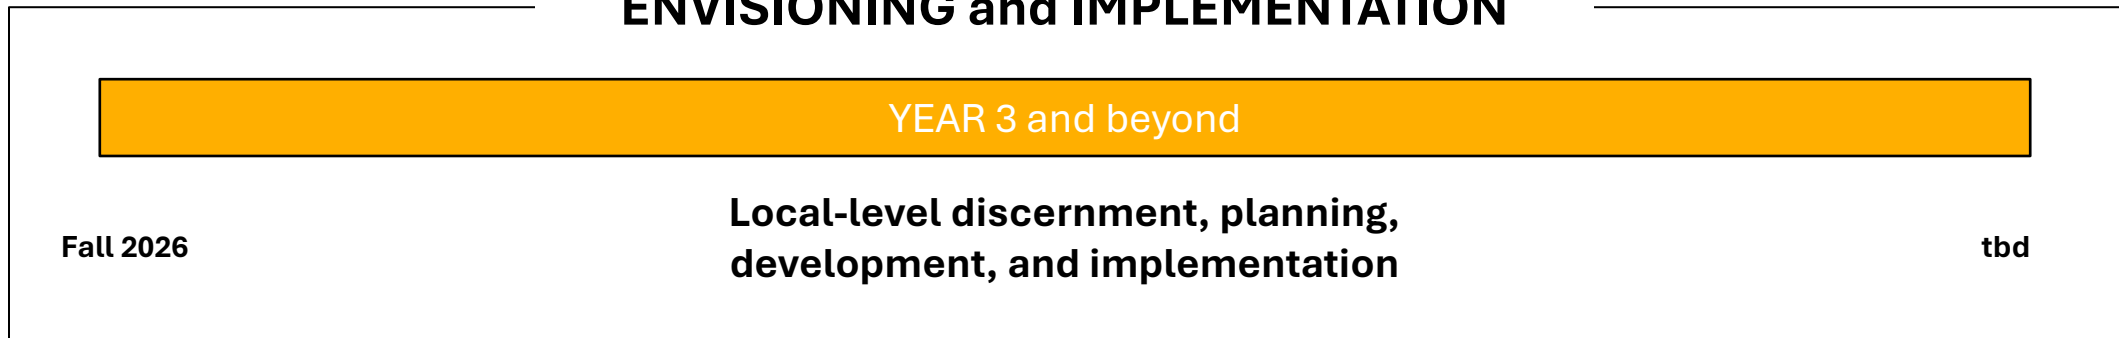 ENVISIONING and IMPLEMENTATION
YEAR 3 and beyond
Local-level discernment, planning,
development, and implementation
Fall 2026
tbd